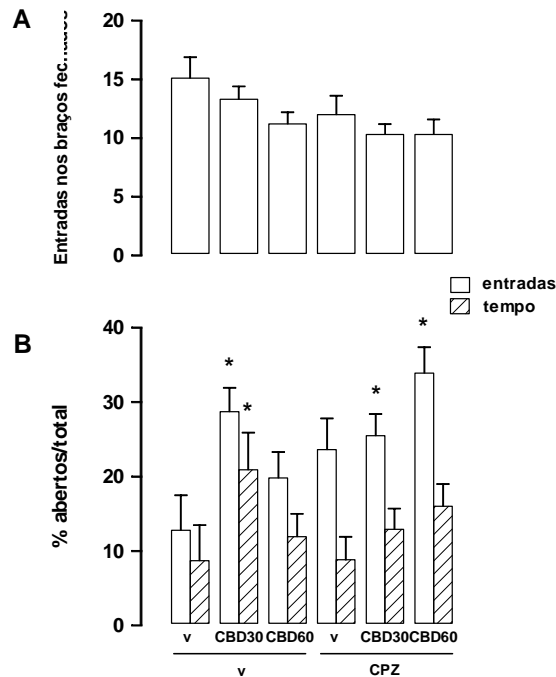 A
Entradas nos braços fechados
20
15
10
5
0
entradas
tempo
B
% abertos/total
40
30
20
10
0
*
*
*
*
v CBD30 CBD60 v CBD30 CBD60
v CPZ